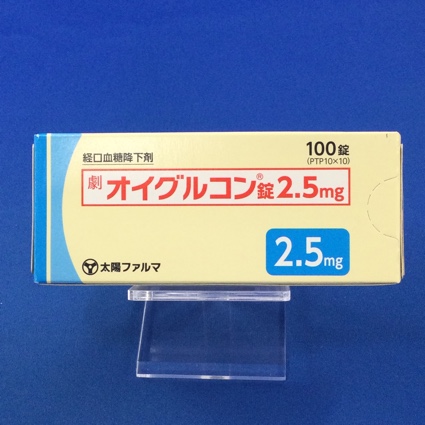 経口血糖降下剤
100錠
(PTP10×10)
劇 オイグルコン®錠2.5mg
2.5mg
太陽ファルマ